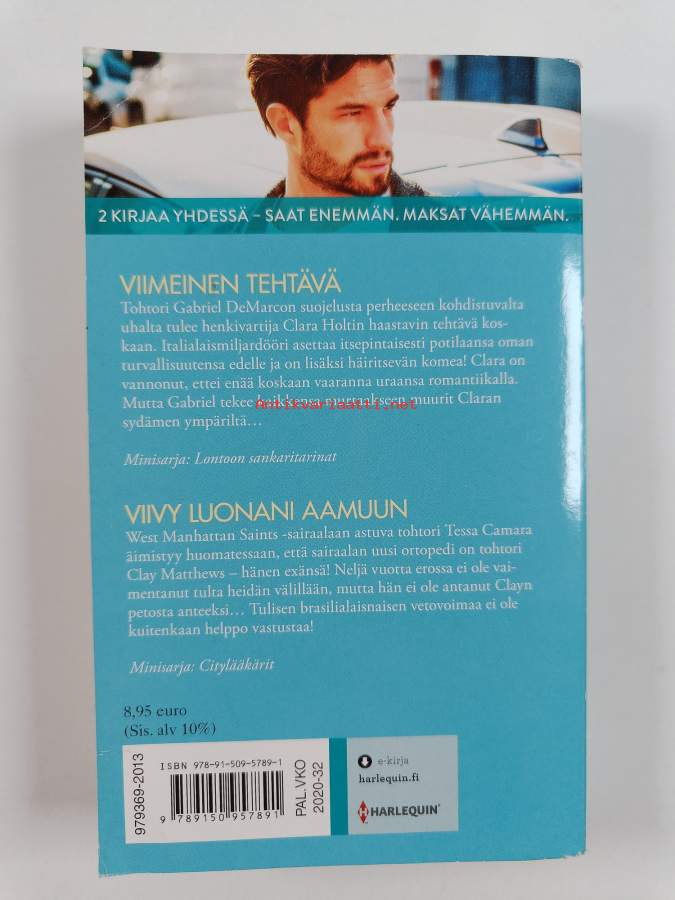 2 KIRJAA YHDESSÄ – SAAT ENEMMÄN. MAKSAT VÄHEMMÄN.
VIIMEINEN TEHTÄVÄ
Tohtori Gabriel DeMarcon suojelusta perheeseen kohdistuvalta
uhalta tulee henkivartija Clara Holtin haastavin tehtävä kos-
kaan. Italialaismiljardööri asettaa itsepintaisesti potilaansa oman
turvallisuutensa edelle ja on lisäksi häiritsevän komea! Clara on
vannonut, ettei enää koskaan vaaranna uraansa romantiikalla.
Mutta Gabriel tekee kaikkensa murtaakseen muurit Claran
Antikvariaatti.net
sydämen ympäriltä…
Minisarja: Lontoon sankaritarinat
VIIVY LUONANI AAMUUN
West Manhattan Saints -sairaalaan astuva tohtori Tessa Camara
äimistyy huomatessaan, että sairaalan uusi ortopedi on tohtori
Clay Matthews – hänen exänsä! Neljä vuotta erossa ei ole vai-
mentanut tulta heidän välillään, mutta hän ei ole antanut Clayn
petosta anteeksi… Tulisen brasilialaisnaisen vetovoimaa ei ole
kuitenkaan helppo vastustaa!
Minisarja: Citylääkärit
8,95 euro
(Sis. alv 10%)
979369-2013
ISBN 978-91-509-5789-1
9 789150 957891
PAL.VKO
2020-32
e-kirja
harlequin.fi
HARLEQUIN